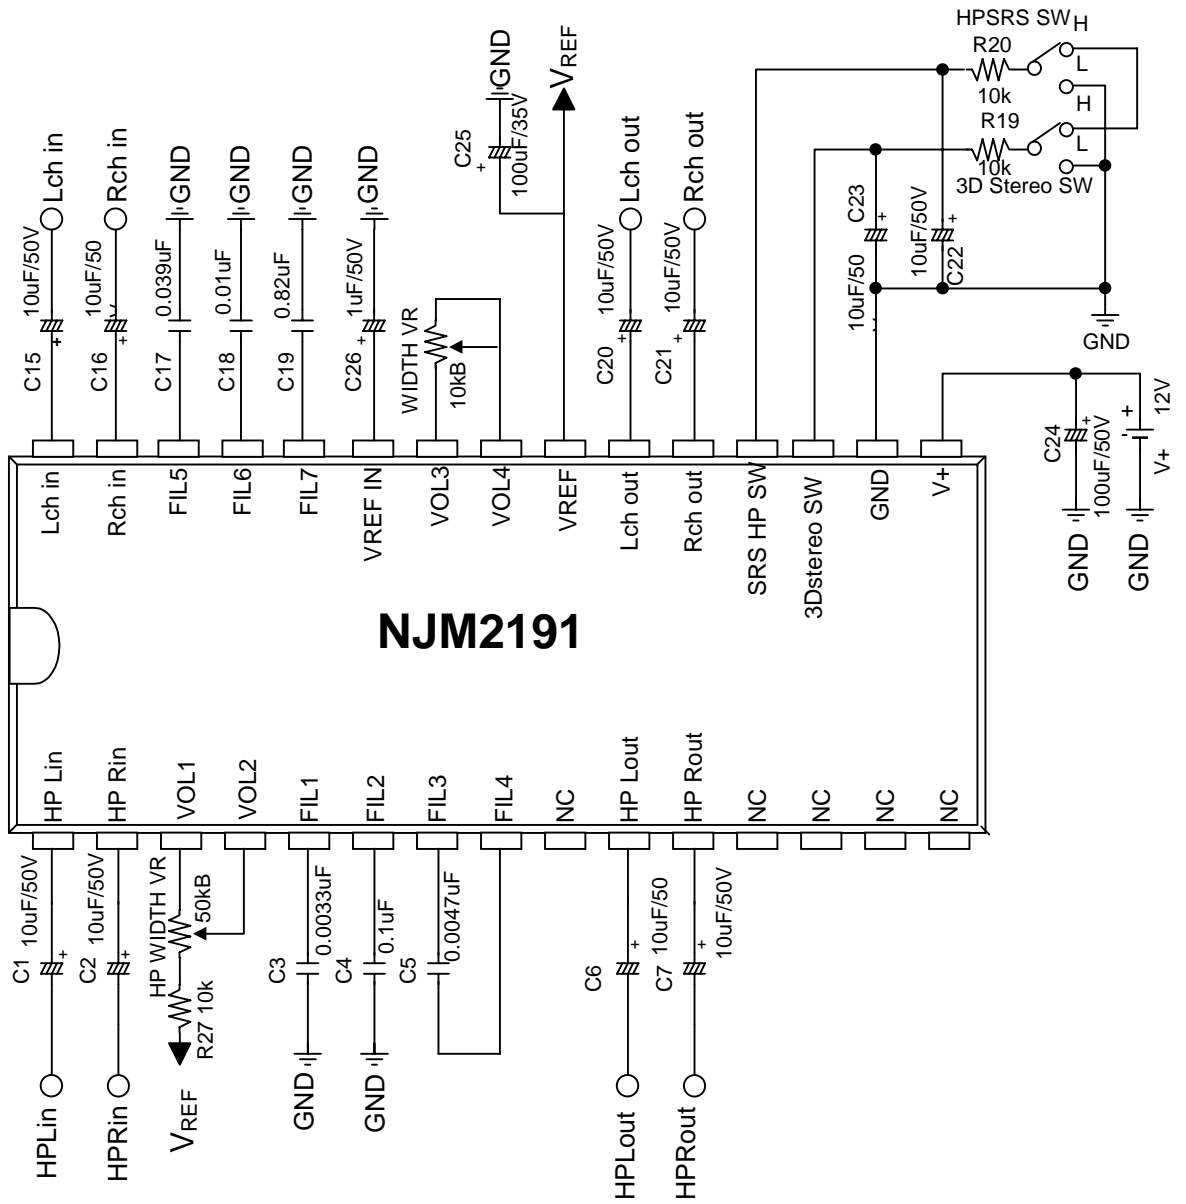 HPSRS SW
H
R20
L
10k
H
R19
L
10k
3D Stereo SW
GND
VREF
C25
+
100uF/35V
Lch in
Rch in
GND
GND
GND
GND
Lch out
Rch out
10uF/50V
10uF/50
V
0.039uF
0.01uF
0.82uF
1uF/50V
WIDTH VR
10kB
10uF/50V
10uF/50V
C23
+
10uF/50
V
10uF/50V
+
C22
GND
C15
+
C16
+
C17
C18
C19
C26
+
C20
+
C21
+
C24
+
100uF/50V
GND
+
-
12V
V+
GND
Lch in
Rch in
FIL5
FIL6
FIL7
VREF IN
VOL3
VOL4
VREF
Lch out
Rch out
SRS HP SW
3Dstereo SW
GND
V+
NJM2191
HP Lin
HP Rin
VOL1
VOL2
FIL1
FIL2
FIL3
FIL4
NC
HP Lout
HP Rout
NC
NC
NC
NC
C1
10uF/50V
+
C2
10uF/50V
+
HP WIDTH VR
50kB
R27 10k
VREF
C3
0.0033uF
GND
C4
0.1uF
GND
C5
0.0047uF
C6
10uF/50
+
C7
10uF/50V
+
HPLin
HPRin
HPLout
HPRout